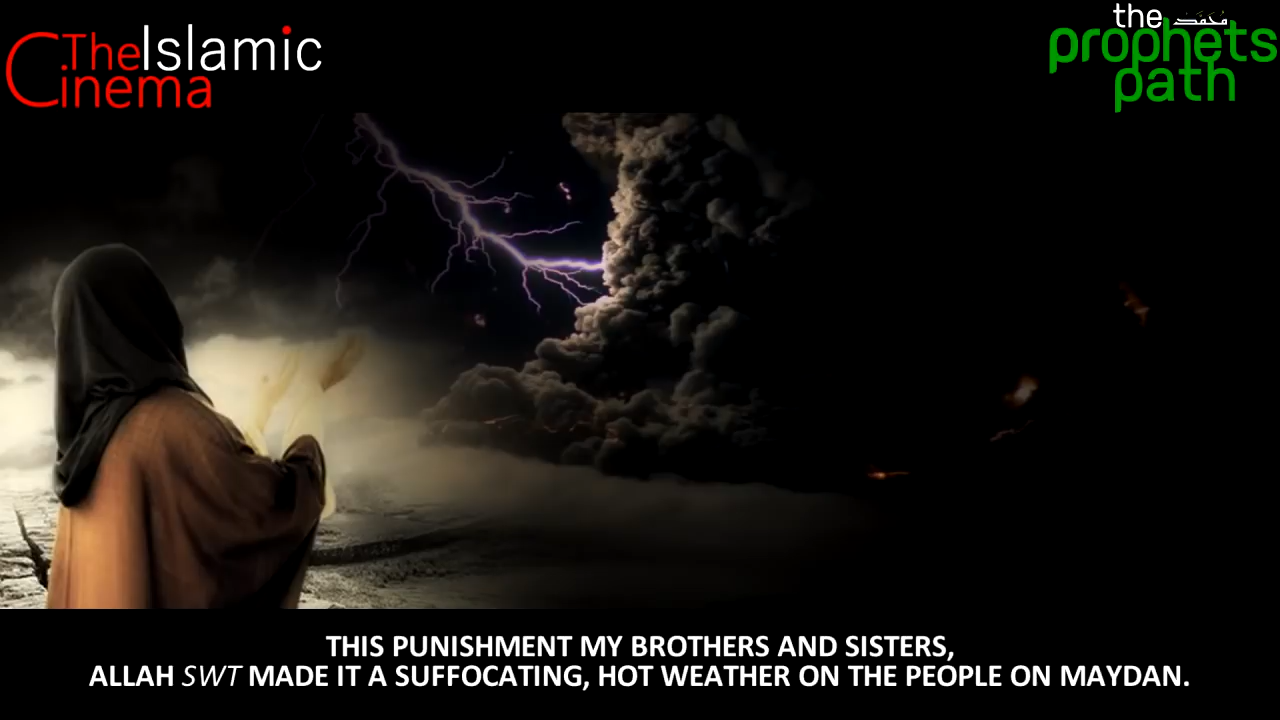 TheIslamic
Cinema
the محمد
prophets
path
THIS PUNISHMENT MY BROTHERS AND SISTERS,
ALLAH SWT MADE IT A SUFFOCATING, HOT WEATHER ON THE PEOPLE ON MAYDAN.